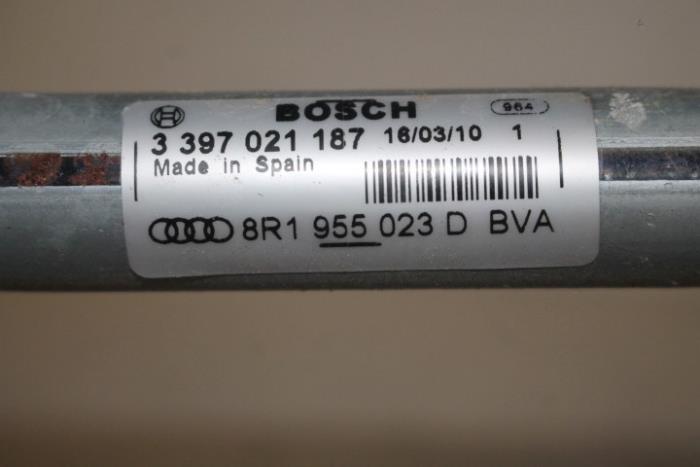 BOSCH 964
3 397 021 187 16/03/10 1
Made in Spain
8R1 955 023 D BVA